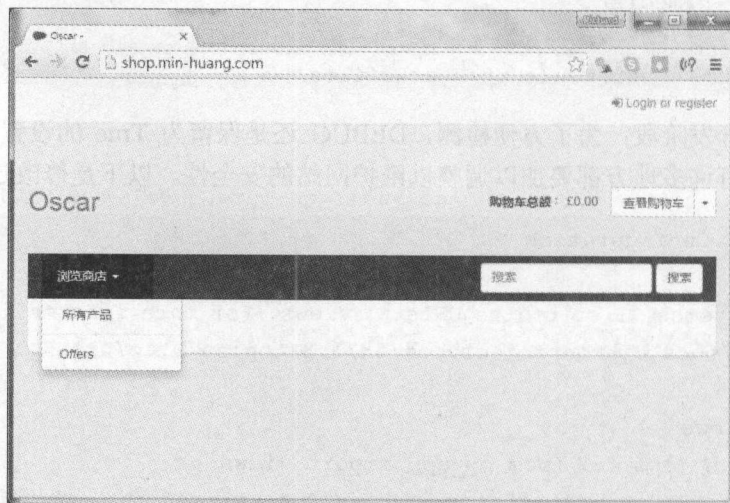 Richard
Oscar -
shop.min-huang.com
Login or register
Oscar
购物车总额: £0.00
查看购物车
浏览商店
搜索
搜索
所有产品
Offers